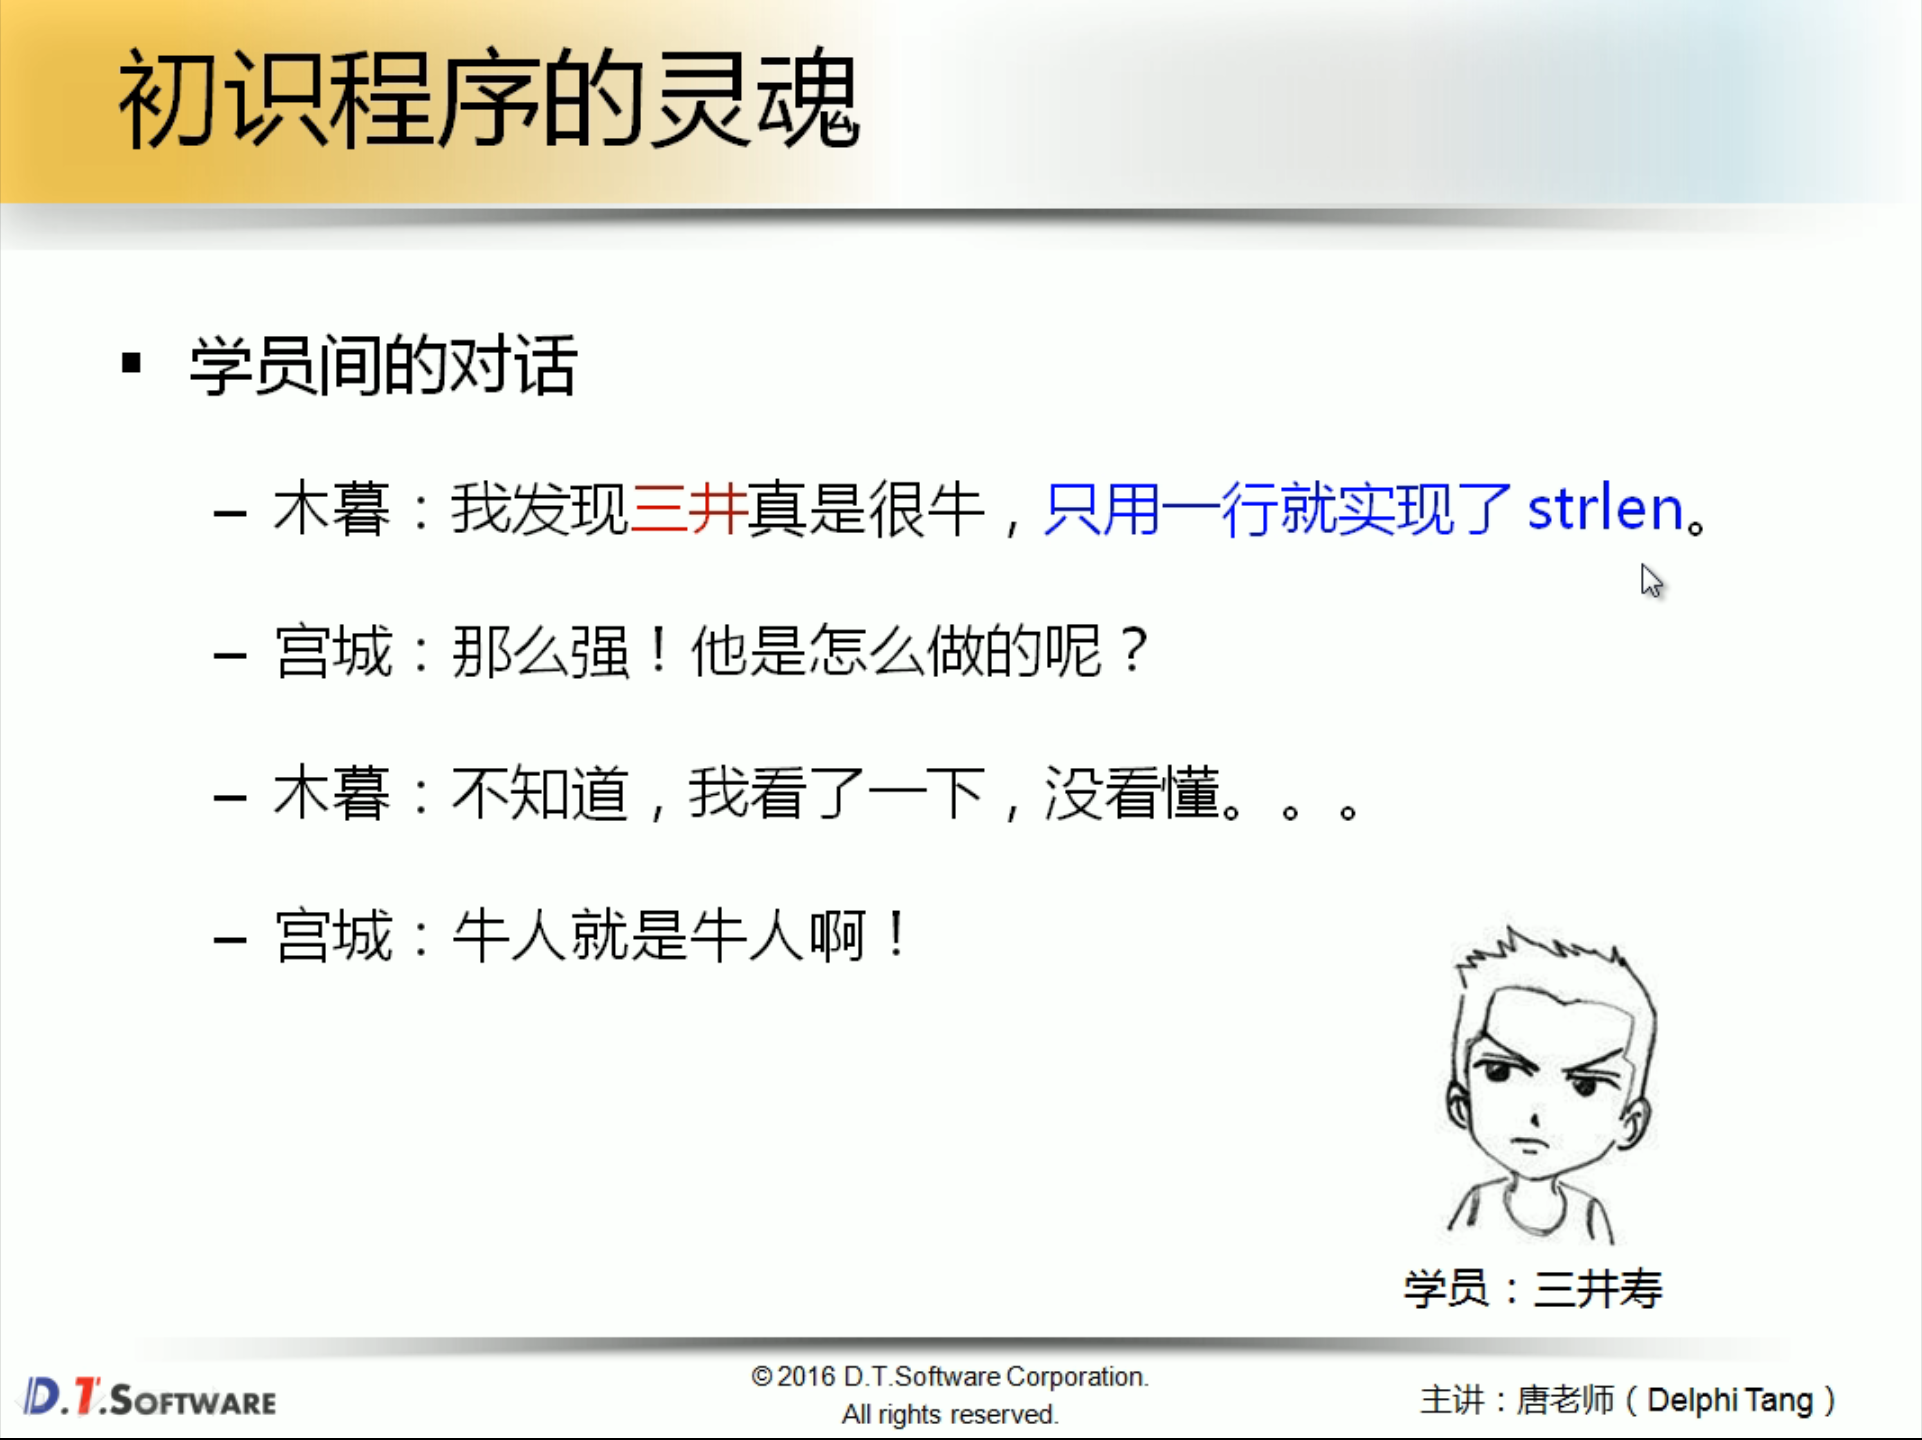 初识程序的灵魂
▪ 学员间的对话
– 木暮：我发现三井真是很牛，只用一行就实现了 strlen。
– 宫城：那么强！他是怎么做的呢？
– 木暮：不知道，我看了一下，没看懂。。。
– 宫城：牛人就是牛人啊！
学员：三井寿
D.T.SOFTWARE
© 2016 D.T.Software Corporation.
All rights reserved.
主讲：唐老师（Delphi Tang）